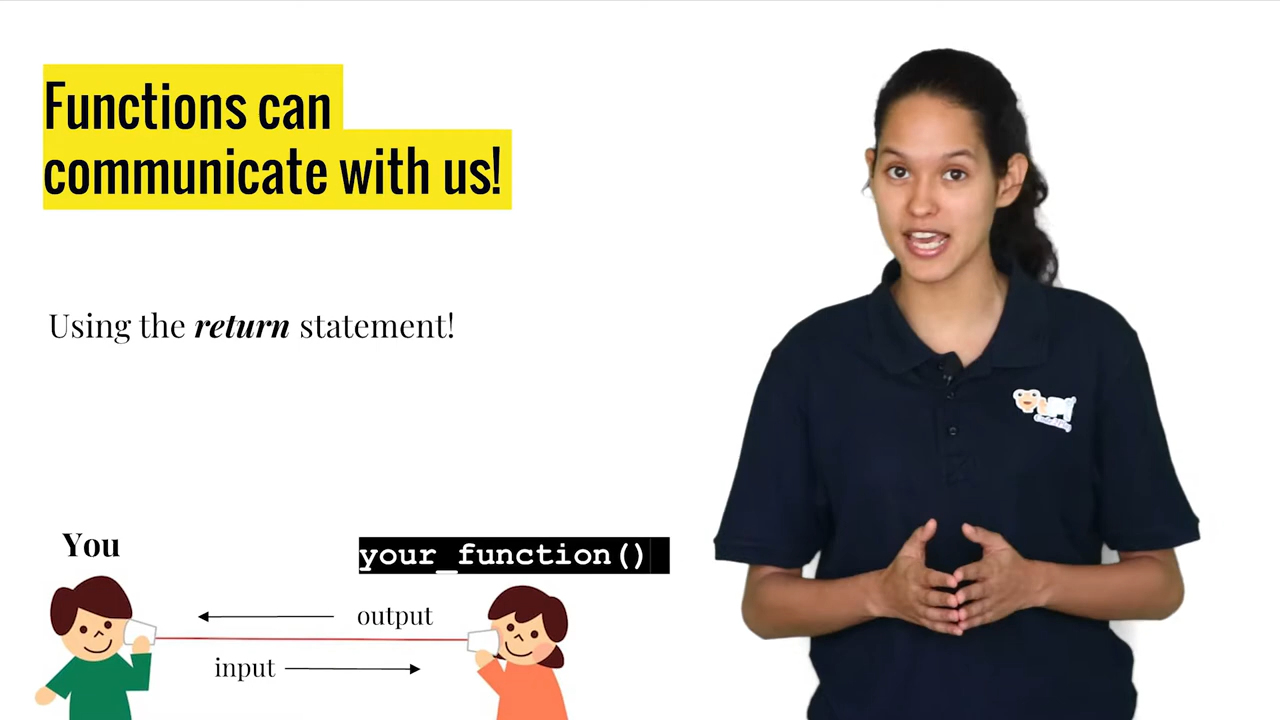 Functions can
communicate with us!
Using the return statement!
You
your_function()
output
input